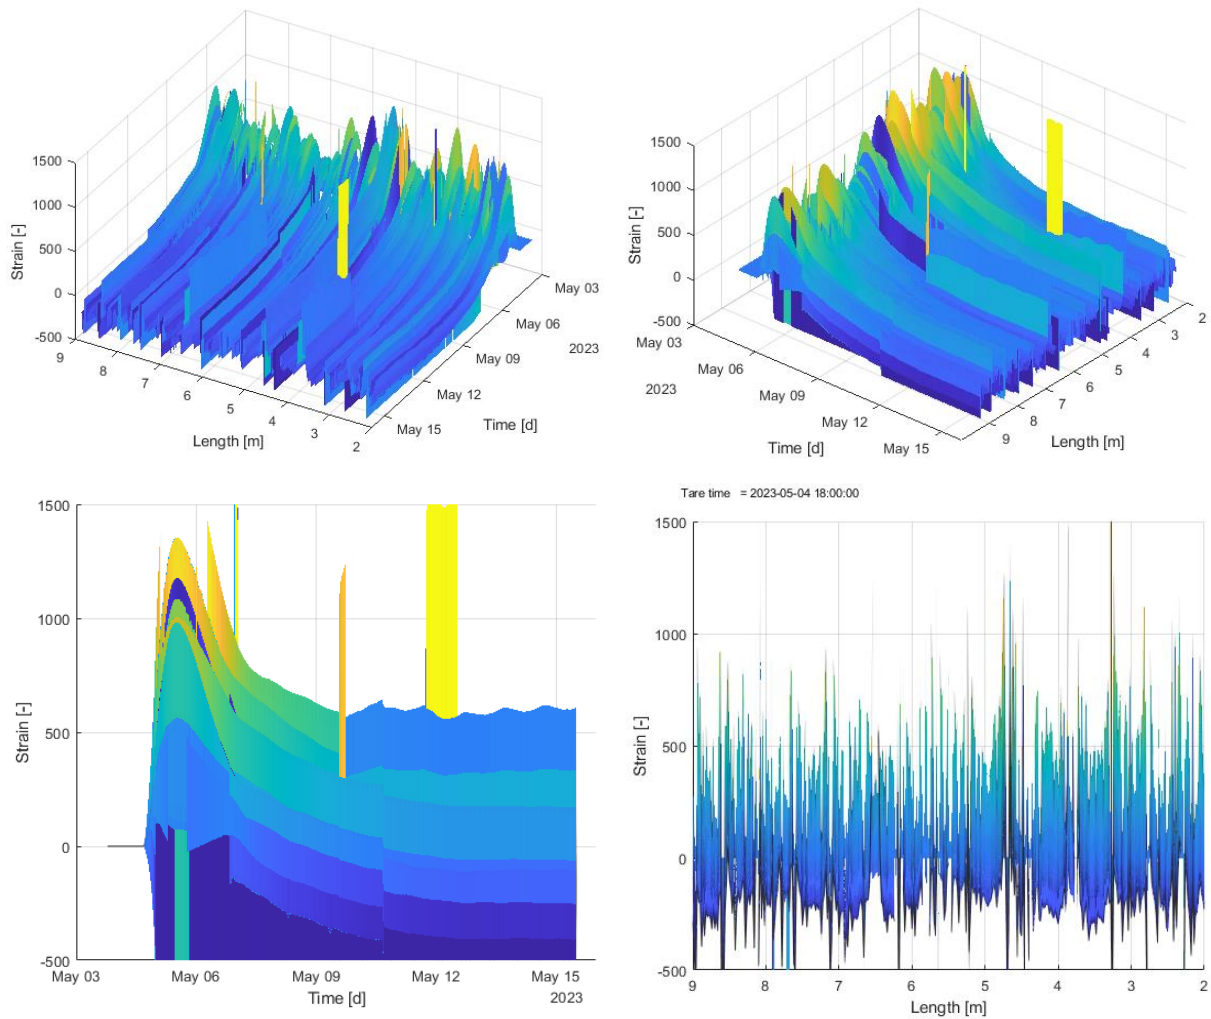 1500
1000
500
0
-500
Strain [-]
9
8
7
6
5
4
3
2
Length [m]
May 03
May 06
May 09
May 12
May 15
2023
Time [d]
1500
1000
500
0
-500
Strain [-]
May 03
May 06
May 09
May 12
May 15
2023
Time [d]
2
3
4
5
6
7
8
9
Length [m]
1500
1000
500
0
-500
Strain [-]
May 03
May 06
May 09
May 12
May 15
Time [d]
2023
Tare time = 2023-05-04 18:00:00
1500
1000
500
0
-500
Strain [-]
9
8
7
6
5
4
3
2
Length [m]